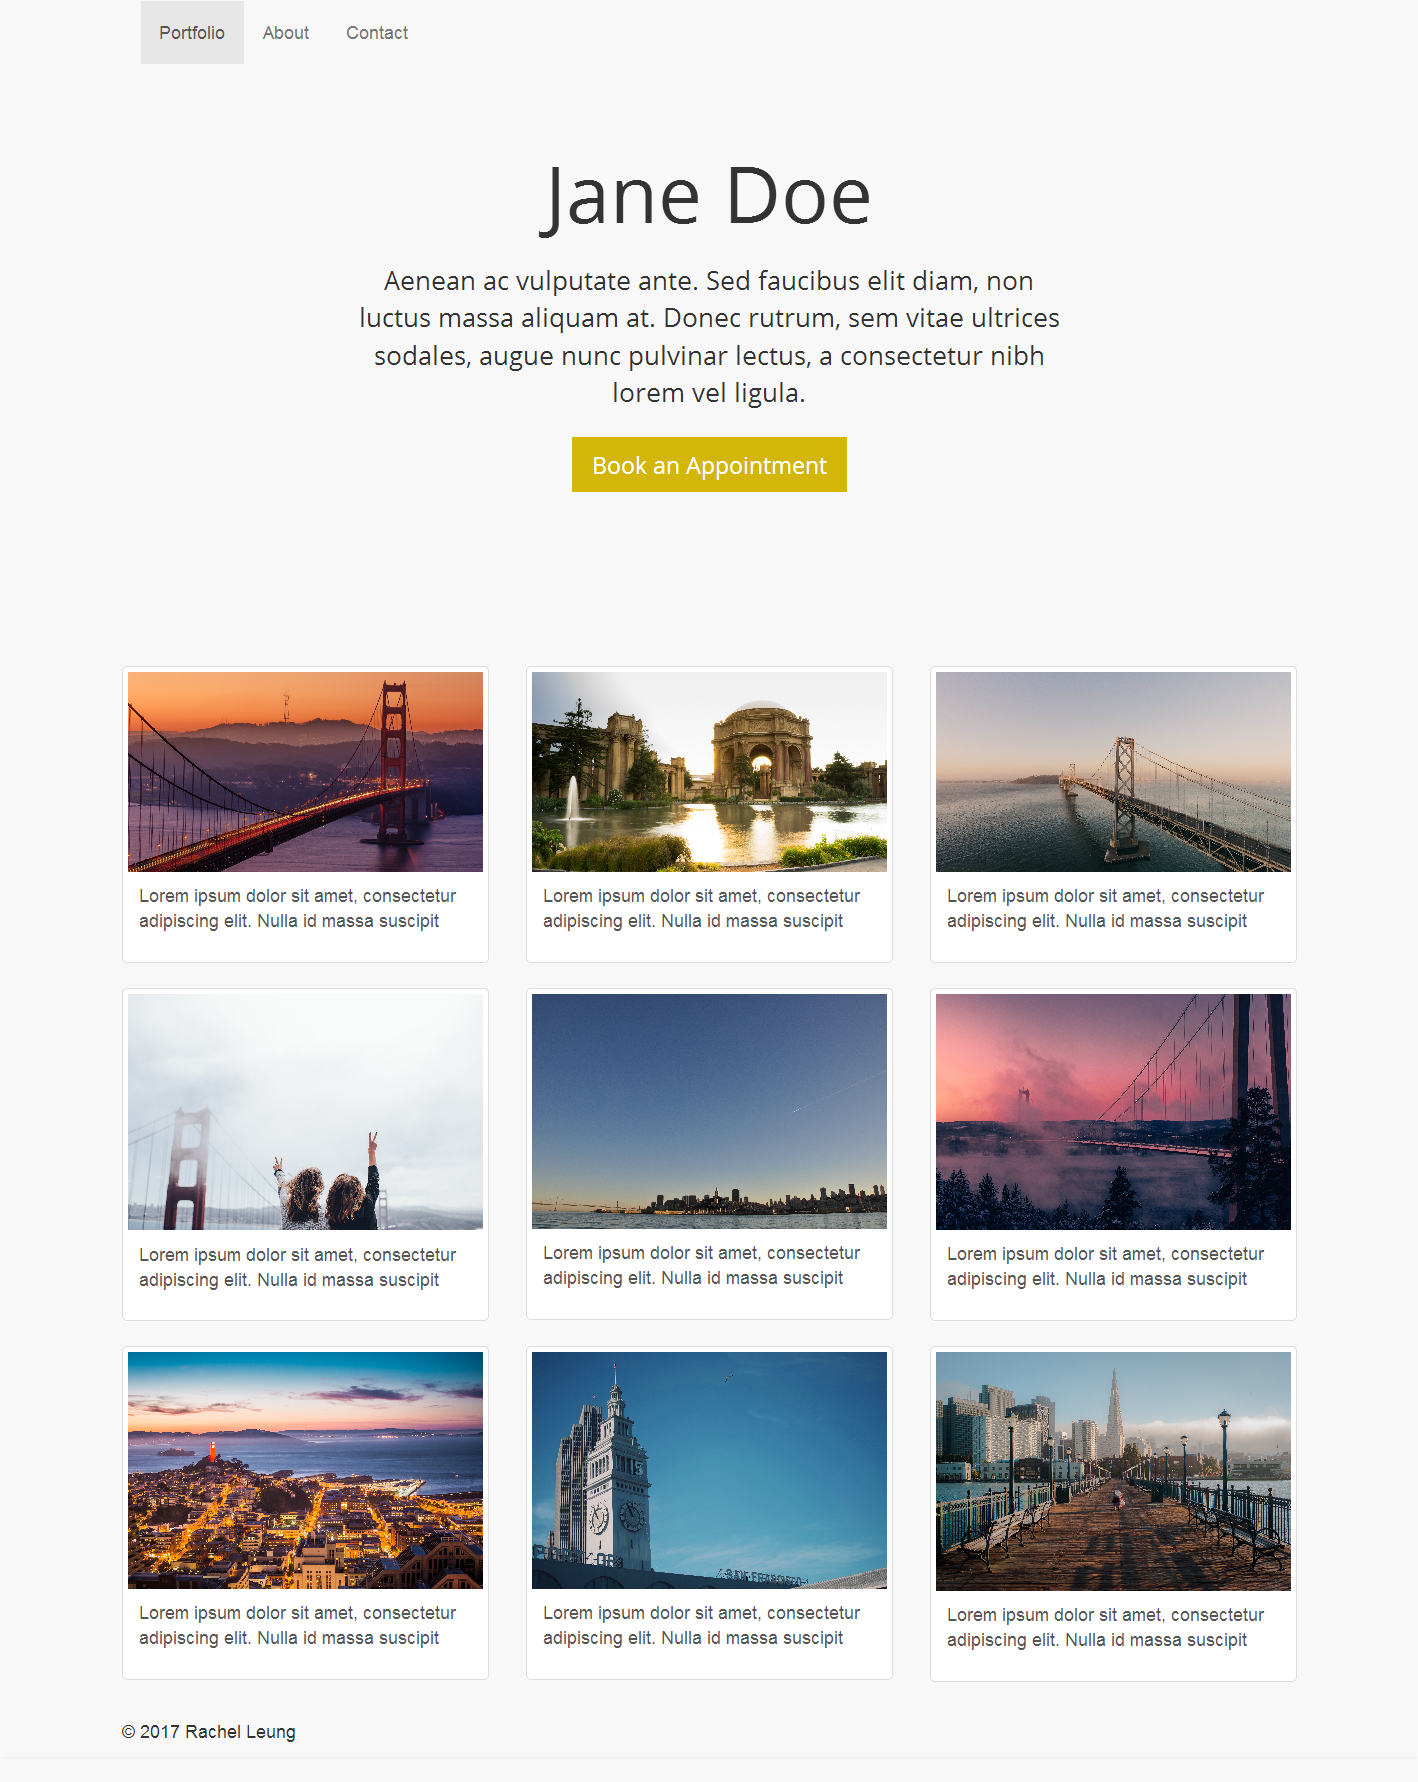 Portfolio
About
Contact
Jane Doe
Aenean ac vulputate ante. Sed faucibus elit diam, non
luctus massa aliquam at. Donec rutrum, sem vitae ultrices
sodales, augue nunc pulvinar lectus, a consectetur nibh
lorem vel ligula.
Book an Appointment
Lorem ipsum dolor sit amet, consectetur
adipiscing elit. Nulla id massa suscipit
Lorem ipsum dolor sit amet, consectetur
adipiscing elit. Nulla id massa suscipit
Lorem ipsum dolor sit amet, consectetur
adipiscing elit. Nulla id massa suscipit
Lorem ipsum dolor sit amet, consectetur
adipiscing elit. Nulla id massa suscipit
Lorem ipsum dolor sit amet, consectetur
adipiscing elit. Nulla id massa suscipit
Lorem ipsum dolor sit amet, consectetur
adipiscing elit. Nulla id massa suscipit
Lorem ipsum dolor sit amet, consectetur
adipiscing elit. Nulla id massa suscipit
Lorem ipsum dolor sit amet, consectetur
adipiscing elit. Nulla id massa suscipit
Lorem ipsum dolor sit amet, consectetur
adipiscing elit. Nulla id massa suscipit
© 2017 Rachel Leung